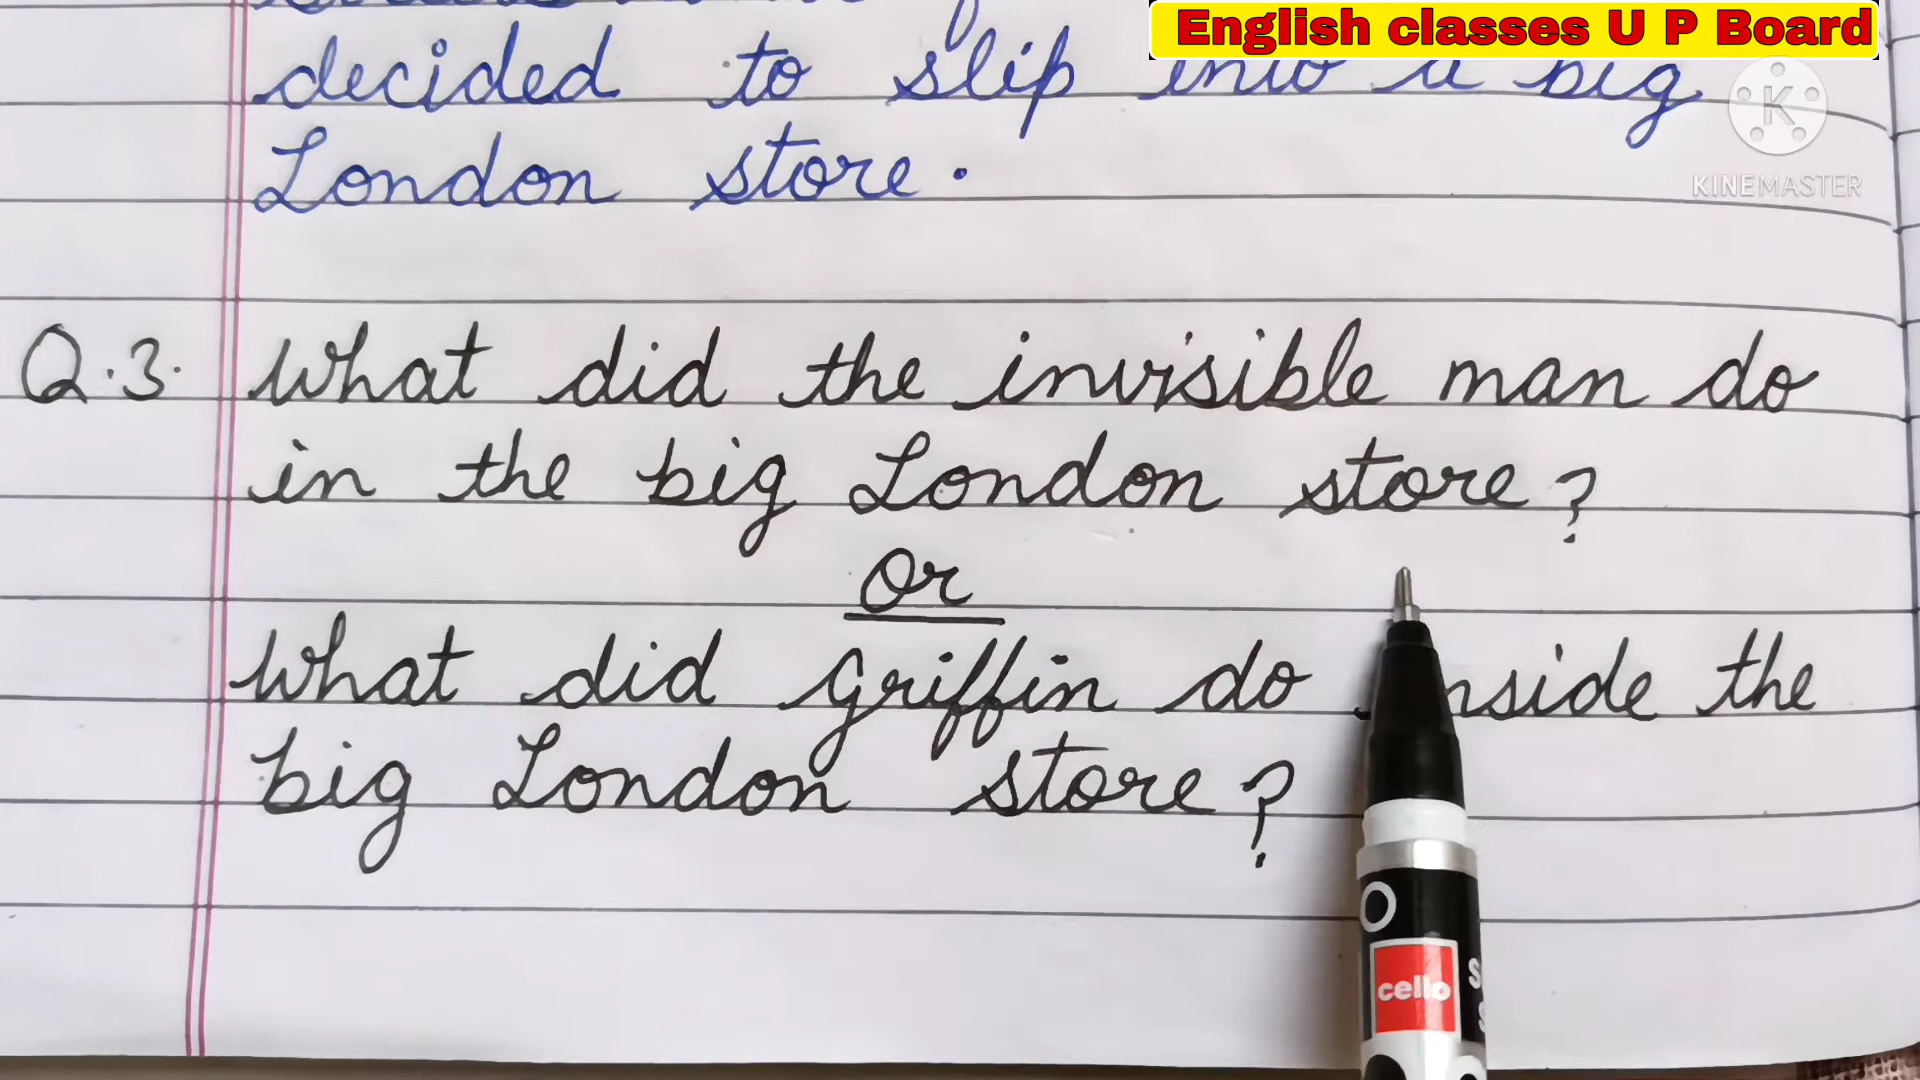 English classes U P Board
decided to slip into a big
London store.
KINEMASTER
Q.3. What did the invisible man do
in the big London store?
Or
What did Griffin do inside the
big London store?
cello